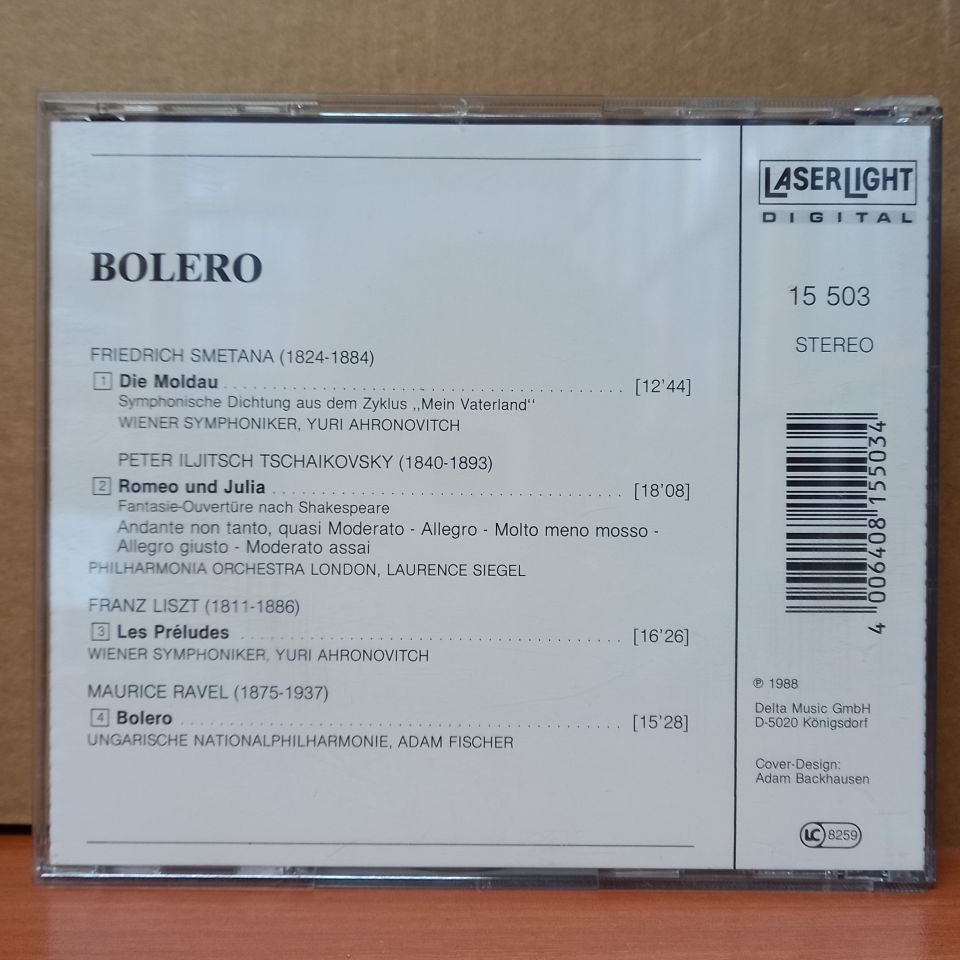 BOLERO
FRIEDRICH SMETANA (1824-1884)
1 Die Moldau ........................................ [12'44]
Symphonische Dichtung aus dem Zyklus ,,Mein Vaterland‘‘
WIENER SYMPHONIKER, YURI AHRONOVITCH
PETER ILJITSCH TSCHAIKOVSKY (1840-1893)
2 Romeo und Julia .................................... [18'08]
Fantasie-Ouvertüre nach Shakespeare
Andante non tanto, quasi Moderato - Allegro - Molto meno mosso -
Allegro giusto - Moderato assai
PHILHARMONIA ORCHESTRA LONDON, LAURENCE SIEGEL
FRANZ LISZT (1811-1886)
3 Les Préludes ....................................... [16'26]
WIENER SYMPHONIKER, YURI AHRONOVITCH
MAURICE RAVEL (1875-1937)
4 Bolero ............................................. [15'28]
UNGARISCHE NATIONALPHILHARMONIE, ADAM FISCHER
LASERLIGHT
DIGITAL
15 503
STEREO
4 006408 155034
℗ 1988
Delta Music GmbH
D-5020 Königsdorf
Cover-Design:
Adam Backhausen
LC 8259